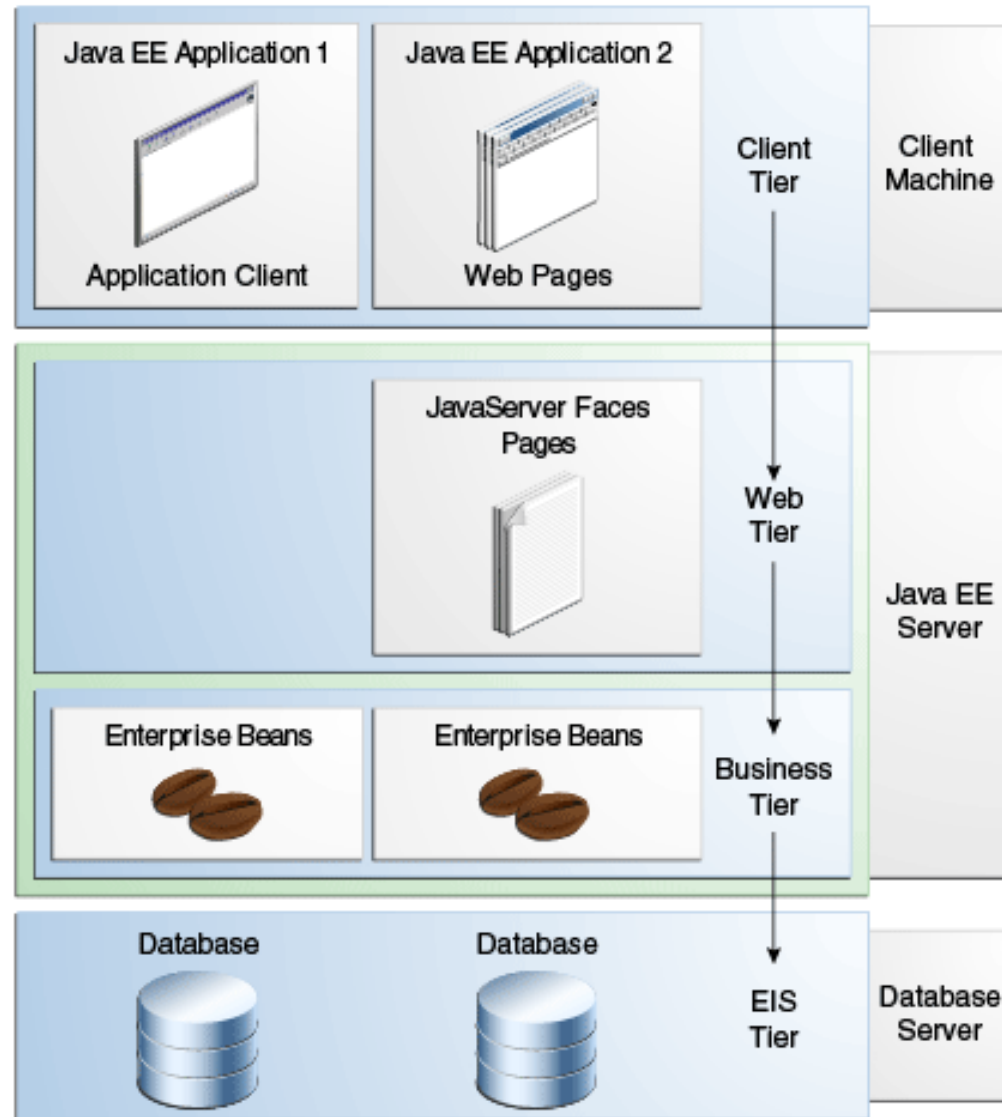 Java EE Application 1
Java EE Application 2
Application Client
Web Pages
Client
Tier
Client
Machine
JavaServer Faces
Pages
Web
Tier
Java EE
Server
Enterprise Beans
Enterprise Beans
Business
Tier
Database
Database
EIS
Tier
Database
Server